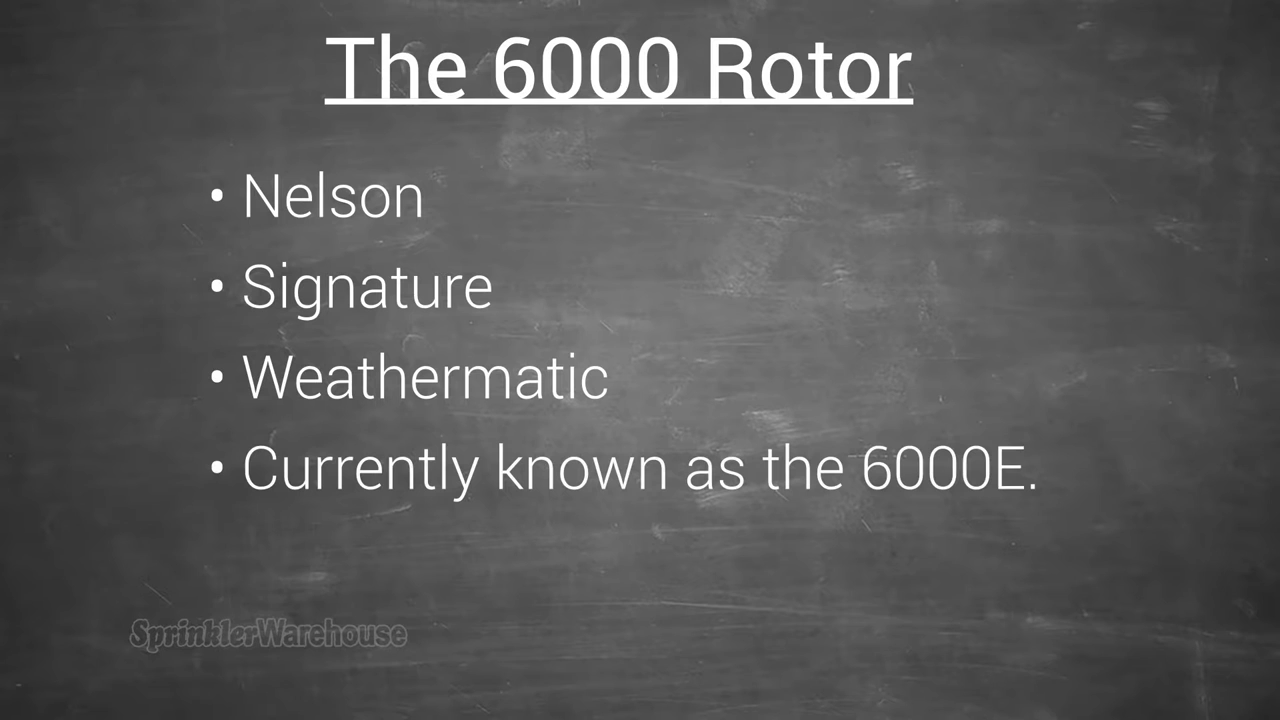 The 6000 Rotor
• Nelson
• Signature
• Weathermatic
• Currently known as the 6000E.
SprinklerWarehouse